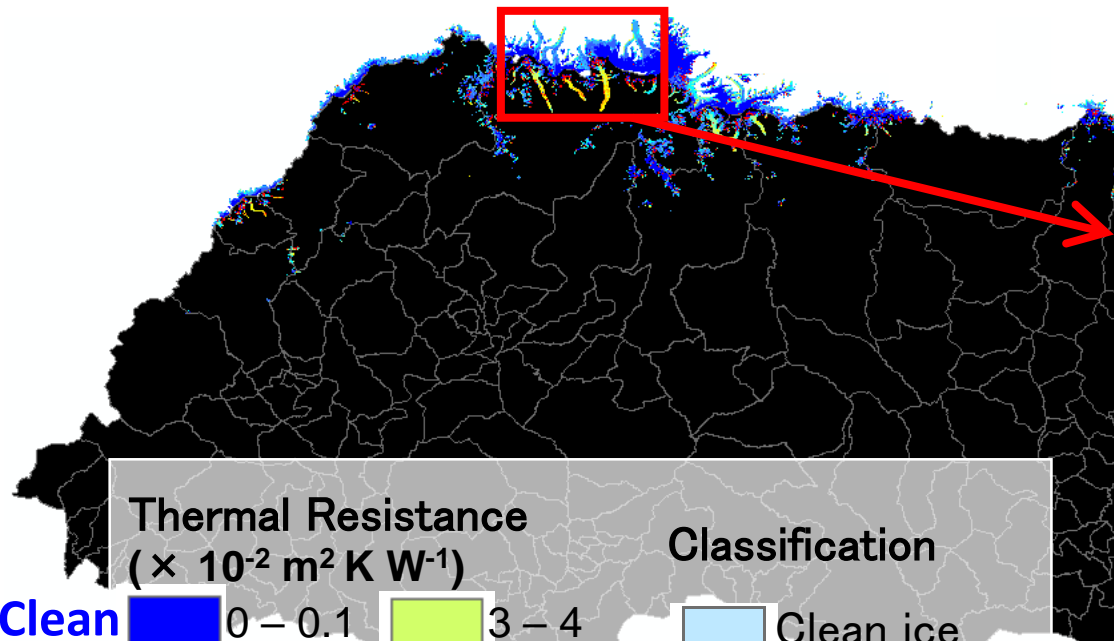 Thermal Resistance
(× 10⁻² m² K W⁻¹)
Classification
Clean 0 – 0.1 3 – 4 Clean ice